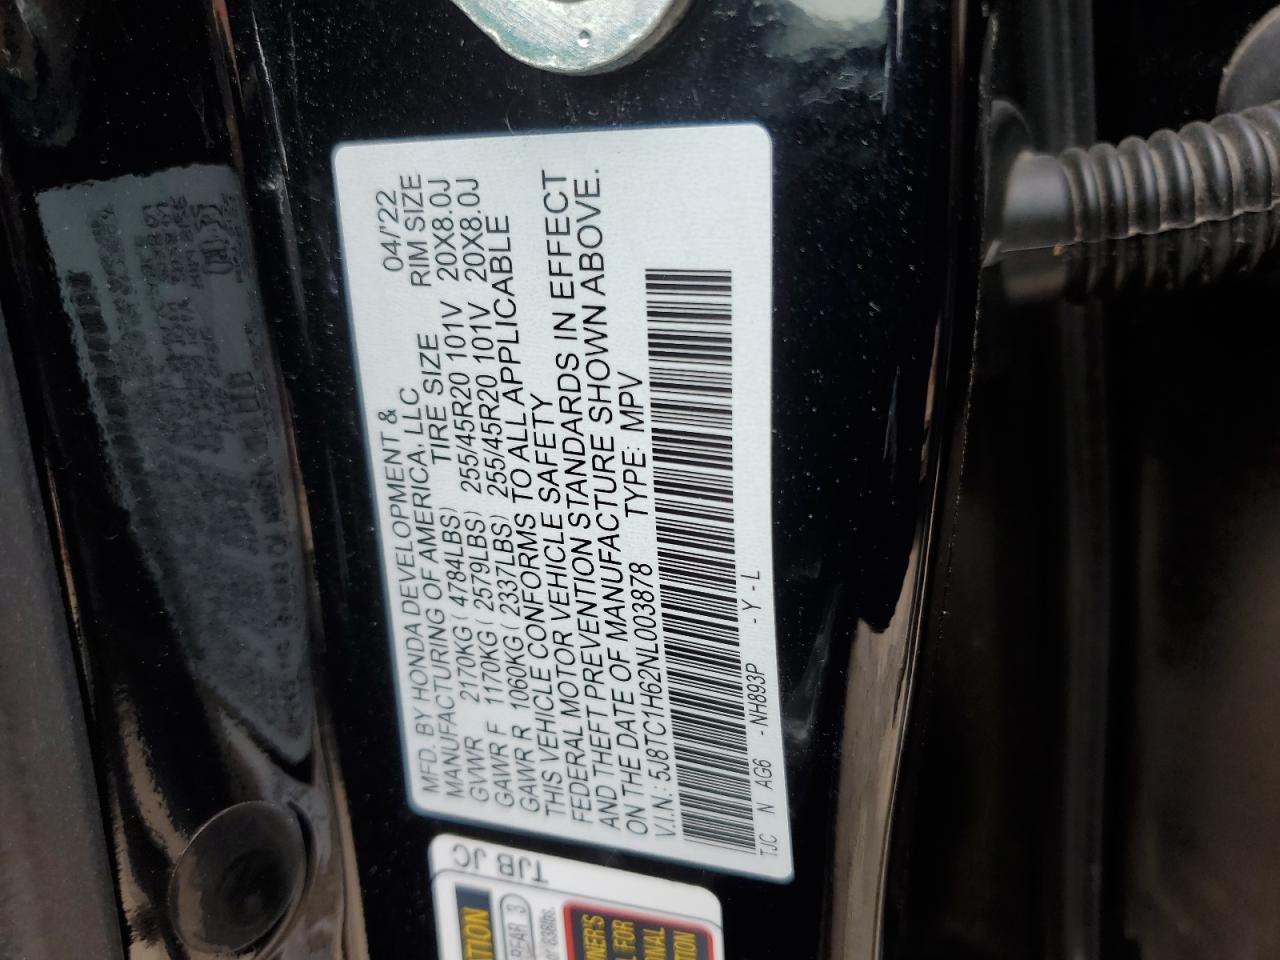 MFD. BY HONDA DEVELOPMENT &
MANUFACTURING OF AMERICA, LLC 04/'22
GVWR 2170KG ( 4784LBS) TIRE SIZE RIM SIZE
GAWR F 1170KG ( 2579LBS) 255/45R20 101V 20X8.0J
GAWR R 1060KG ( 2337LBS) 255/45R20 101V 20X8.0J
THIS VEHICLE CONFORMS TO ALL APPLICABLE
FEDERAL MOTOR VEHICLE SAFETY
AND THEFT PREVENTION STANDARDS IN EFFECT
ON THE DATE OF MANUFACTURE SHOWN ABOVE.
V.I.N: 5J8TC1H62NL003878 TYPE: MPV
TJC N AG6 -NH893P -Y-L
TJB JC
REAR 3
838lbs.